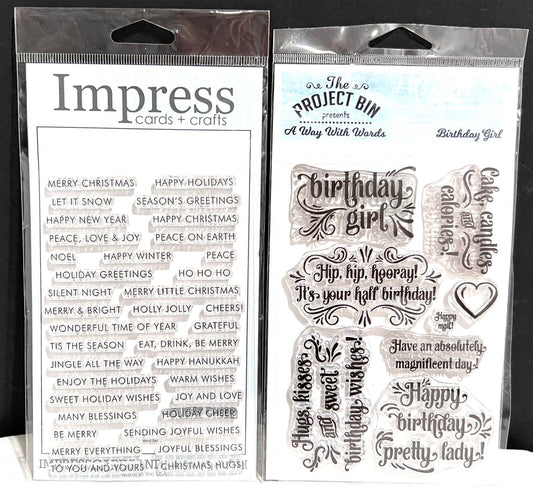 Impress
cards + crafts
MERRY CHRISTMAS HAPPY HOLIDAYS
LET IT SNOW SEASON'S GREETINGS
HAPPY NEW YEAR HAPPY CHRISTMAS
PEACE, LOVE & JOY PEACE ON EARTH
NOEL HAPPY WINTER PEACE
HOLIDAY GREETINGS HO HO HO
SILENT NIGHT MERRY LITTLE CHRISTMAS
MERRY & BRIGHT HOLLY JOLLY CHEERS!
WONDERFUL TIME OF YEAR GRATEFUL
TIS THE SEASON EAT, DRINK, BE MERRY
JINGLE ALL THE WAY HAPPY HANUKKAH
ENJOY THE HOLIDAYS WARM WISHES
SWEET HOLIDAY WISHES JOY AND LOVE
MANY BLESSINGS HOLIDAY CHEER
BE MERRY SENDING JOYFUL WISHES
MERRY EVERYTHING JOYFUL BLESSINGS
TO YOU AND YOURS CHRISTMAS HUGS!
The
PROJECT BIN
presents
A Way With Words Birthday Girl
birthday
girl
Cake, candles
and
calories!
Hip, hip, hooray!
It's your half birthday!
Happy
mail!
Hugs, kisses
and sweet
birthday wishes!
Have an absolutely
magnificent day!
Happy
birthday
pretty lady!